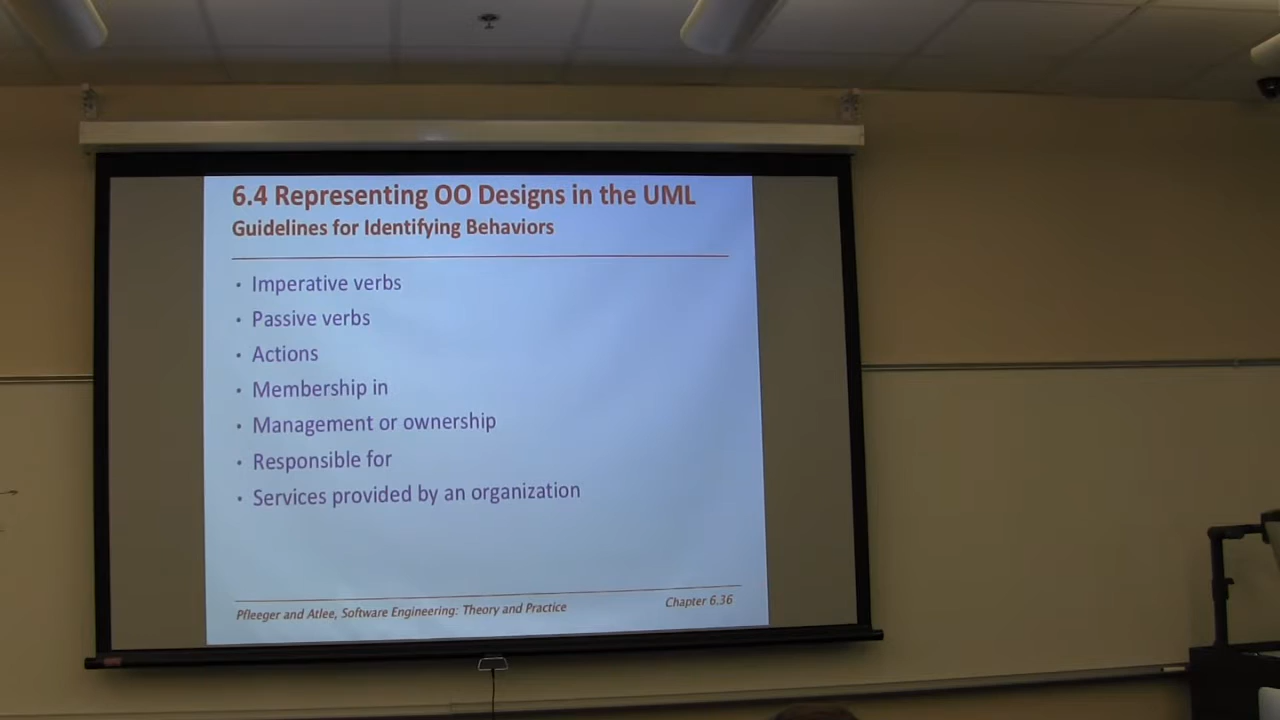 6.4 Representing OO Designs in the UML
Guidelines for Identifying Behaviors
• Imperative verbs
• Passive verbs
• Actions
• Membership in
• Management or ownership
• Responsible for
• Services provided by an organization
Pfleeger and Atlee, Software Engineering: Theory and Practice
Chapter 6.36